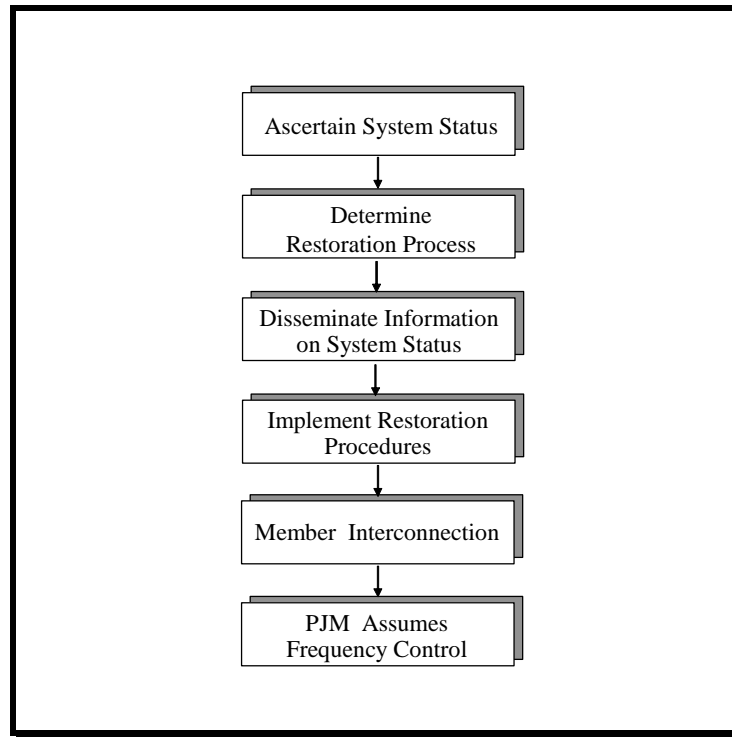 Ascertain System Status
Determine
Restoration Process
Disseminate Information
on System Status
Implement Restoration
Procedures
Member Interconnection
PJM Assumes
Frequency Control